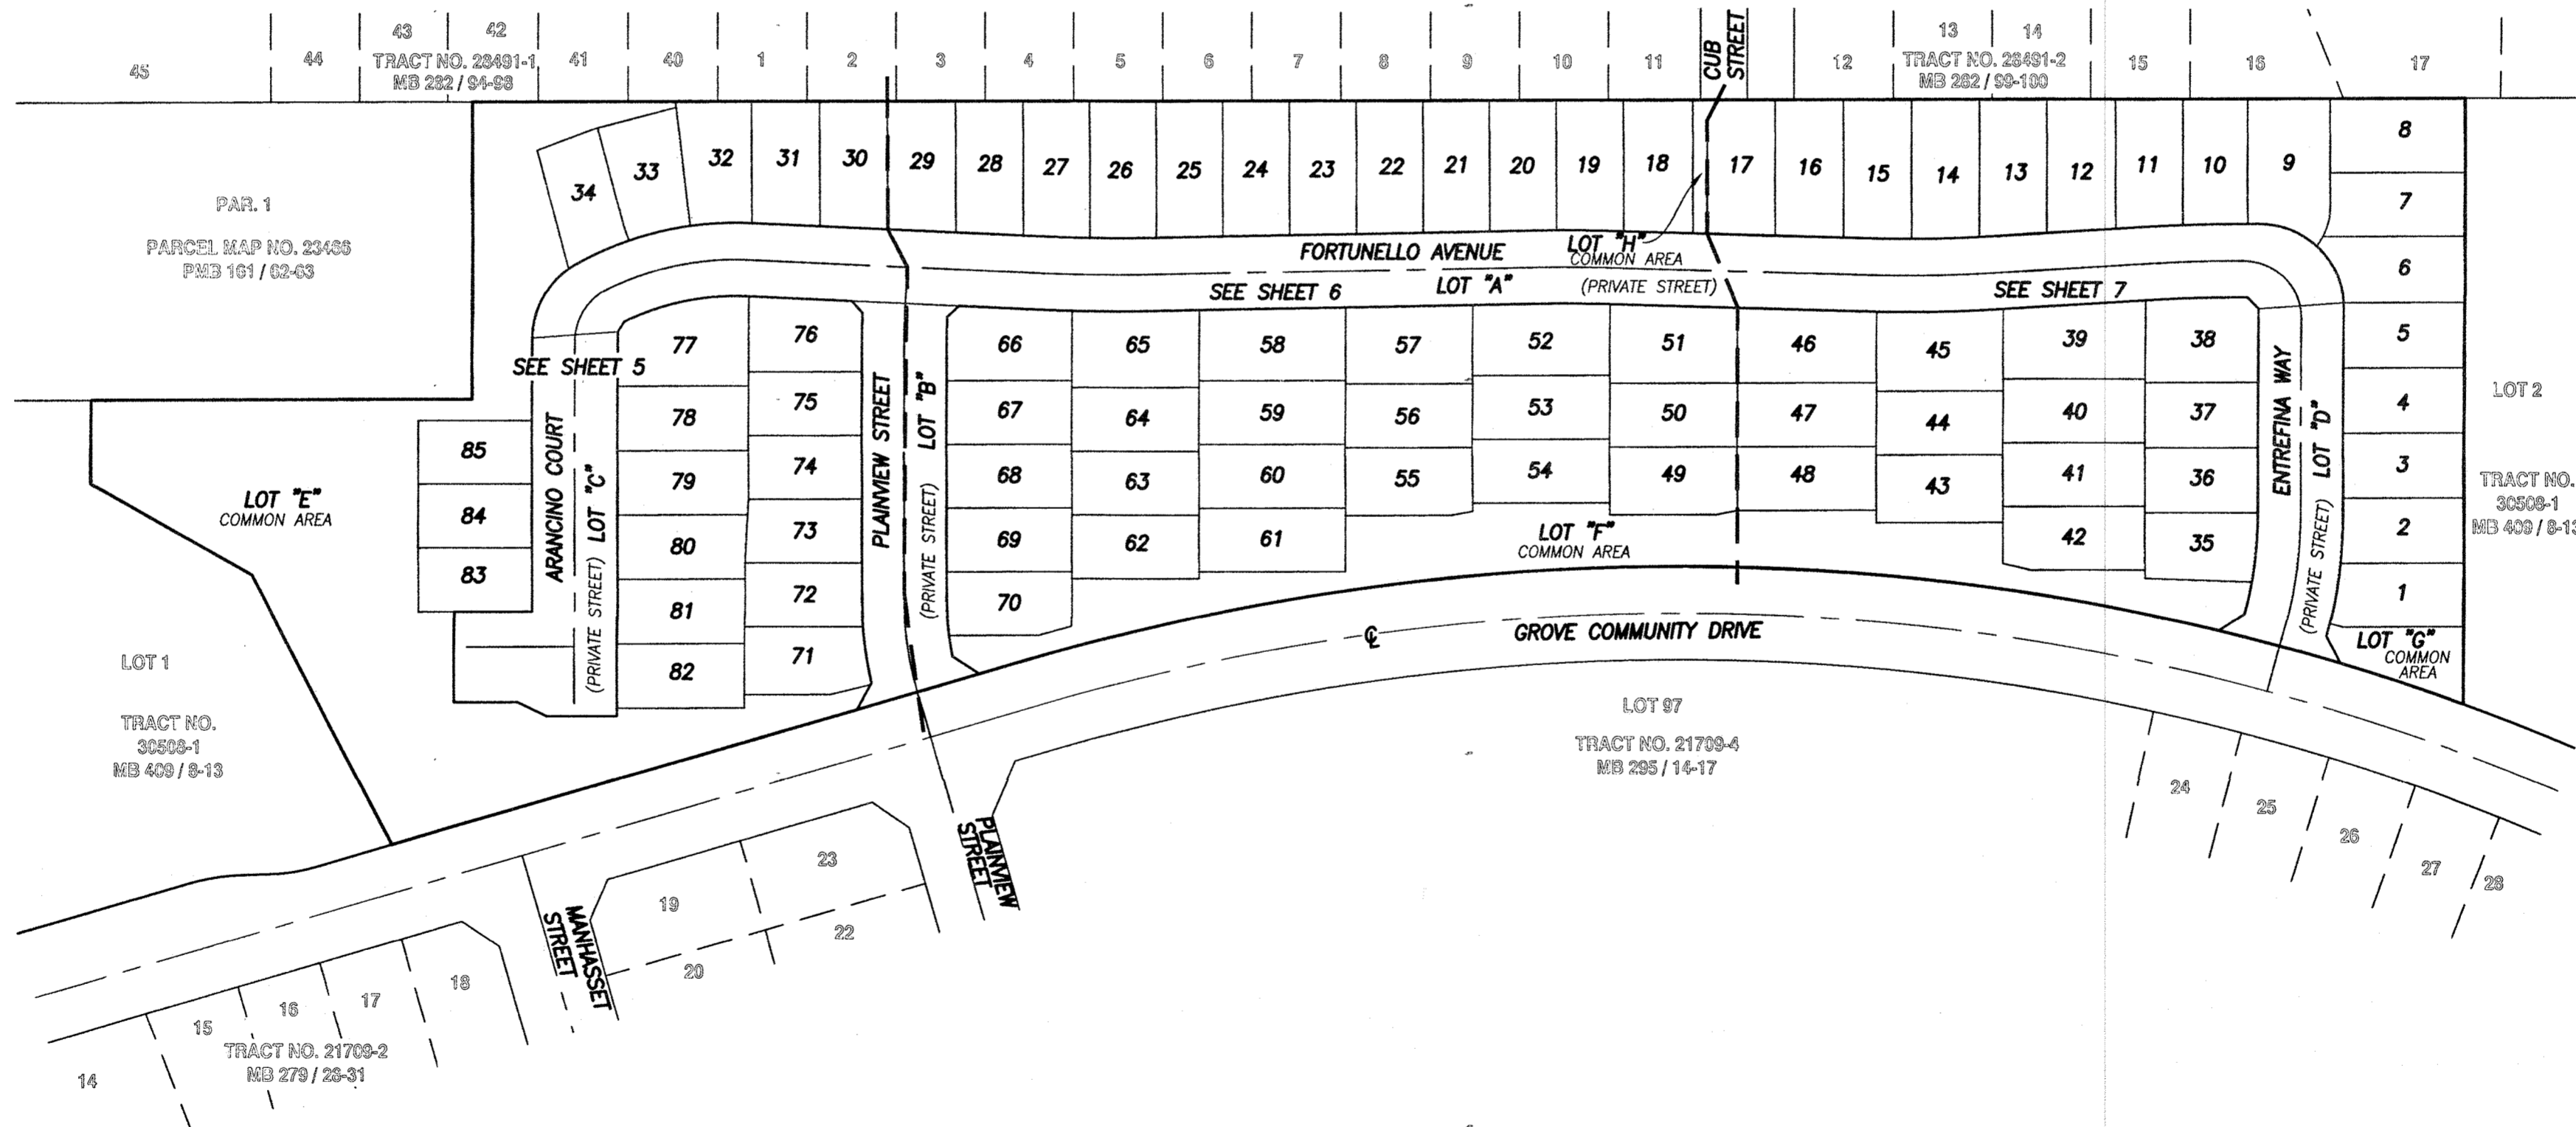 43
42
13
14
45
44
TRACT NO. 28491-1
MB 282 / 94-98
41
40
1
2
3
4
5
6
7
8
9
10
11
CUB
STREET
12
TRACT NO. 28491-2
MB 282 / 99-100
15
16
17
PAR. 1
PARCEL MAP NO. 23466
PMB 161 / 62-63
34
33
32
31
30
29
28
27
26
25
24
23
22
21
20
19
18
17
16
15
14
13
12
11
10
9
8
7
6
5
4
3
2
1
FORTUNELLO AVENUE
LOT "H"
COMMON AREA
SEE SHEET 6
LOT "A"
(PRIVATE STREET)
SEE SHEET 7
SEE SHEET 5
77
76
66
65
58
57
52
51
46
45
39
38
78
75
67
64
59
56
53
50
47
44
40
37
79
74
68
63
60
55
54
49
48
43
41
36
80
73
69
62
61
42
35
81
72
70
82
71
85
84
83
ARANCINO COURT
(PRIVATE STREET) LOT "C"
PLAINVIEW STREET
(PRIVATE STREET) LOT "B"
ENTREFINA WAY
(PRIVATE STREET) LOT "D"
LOT "E"
COMMON AREA
LOT "F"
COMMON AREA
LOT "G"
COMMON
AREA
LOT 2
TRACT NO.
30508-1
MB 409 / 8-13
GROVE COMMUNITY DRIVE
LOT 1
TRACT NO.
30508-1
MB 409 / 8-13
LOT 97
TRACT NO. 21709-4
MB 295 / 14-17
24
25
26
27
28
PLAINVIEW
STREET
MANHASSET
STREET
23
19
22
20
18
17
16
15
14
TRACT NO. 21709-2
MB 279 / 28-31